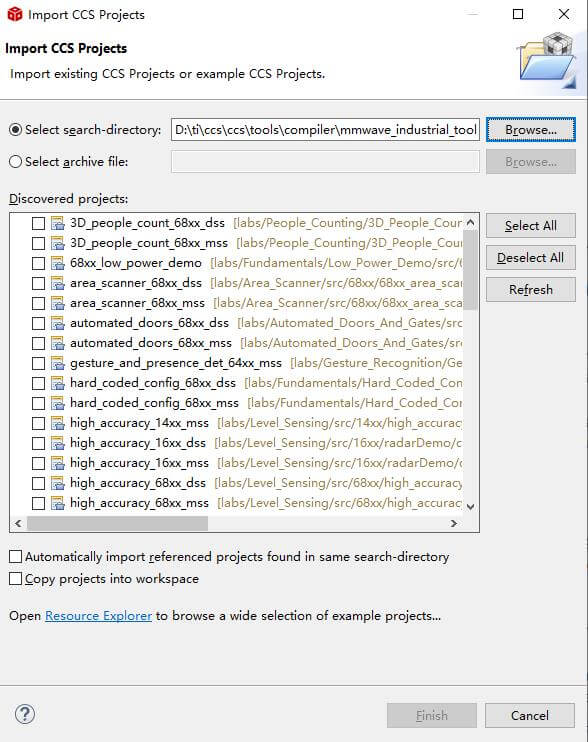 Import CCS Projects
Import CCS Projects
Import existing CCS Projects or example CCS Projects.
Select search-directory: D:\ti\ccs\ccs\tools\compiler\mmwave_industrial_tool Browse...
Select archive file: Browse...
Discovered projects:
3D_people_count_68xx_dss [labs/People_Counting/3D_People_Cour Select All
3D_people_count_68xx_mss [labs/People_Counting/3D_People_Cou
68xx_low_power_demo [labs/Fundamentals/Low_Power_Demo/src/6 Deselect All
area_scanner_68xx_dss [labs/Area_Scanner/src/68xx/68xx_area_sca
area_scanner_68xx_mss [labs/Area_Scanner/src/68xx/68xx_area_sc Refresh
automated_doors_68xx_dss [labs/Automated_Doors_And_Gates/src
automated_doors_68xx_mss [labs/Automated_Doors_And_Gates/src
gesture_and_presence_det_64xx_mss [labs/Gesture_Recognition/Ge
hard_coded_config_68xx_dss [labs/Fundamentals/Hard_Coded_Con
hard_coded_config_68xx_mss [labs/Fundamentals/Hard_Coded_Cor
high_accuracy_14xx_mss [labs/Level_Sensing/src/14xx/high_accurac
high_accuracy_16xx_dss [labs/Level_Sensing/src/16xx/radarDemo/c
high_accuracy_16xx_mss [labs/Level_Sensing/src/16xx/radarDemo/c
high_accuracy_68xx_dss [labs/Level_Sensing/src/68xx/high_accuracy
high_accuracy_68xx_mss [labs/Level_Sensing/src/68xx/high_accurac
Automatically import referenced projects found in same search-directory
Copy projects into workspace
Open Resource Explorer to browse a wide selection of example projects...
? Finish Cancel